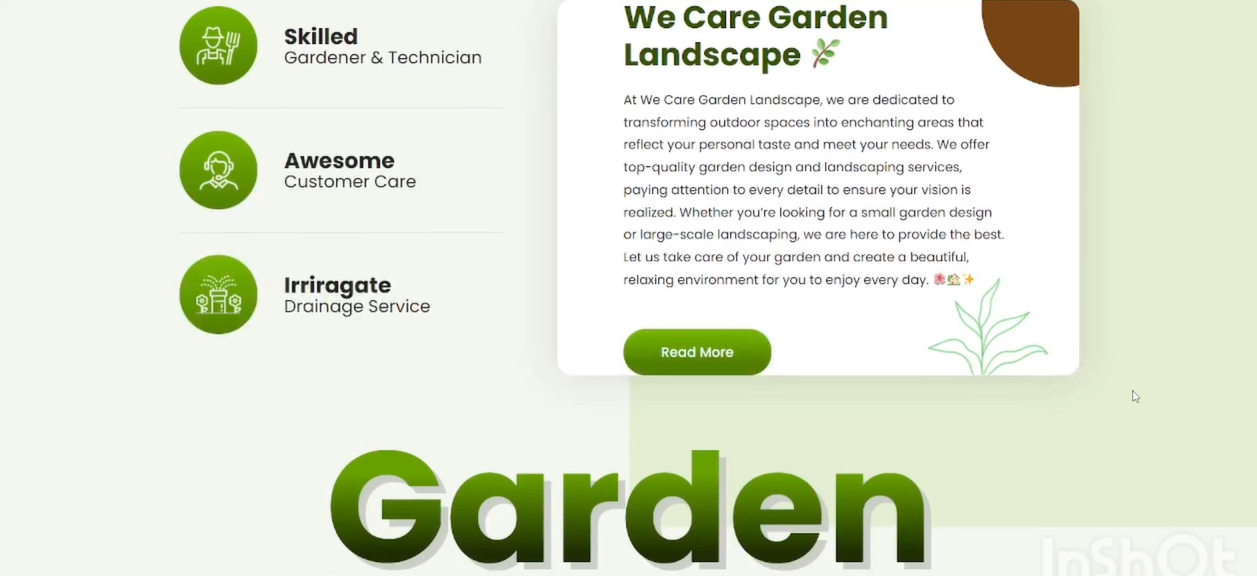 Skilled
Gardener & Technician
Awesome
Customer Care
Irriragate
Drainage Service
We Care Garden
Landscape
At We Care Garden Landscape, we are dedicated to
transforming outdoor spaces into enchanting areas that
reflect your personal taste and meet your needs. We offer
top-quality garden design and landscaping services,
paying attention to every detail to ensure your vision is
realized. Whether you're looking for a small garden design
or large-scale landscaping, we are here to provide the best.
Let us take care of your garden and create a beautiful,
relaxing environment for you to enjoy every day.
Read More
Garden
InShOt